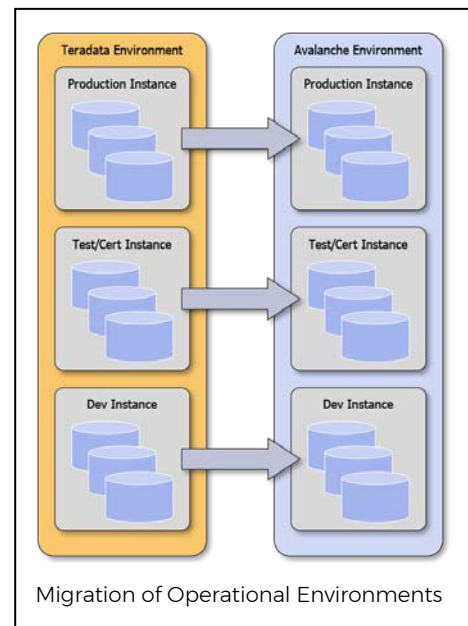 Teradata Environment
Production Instance
Test/Cert Instance
Dev Instance
Avalanche Environment
Production Instance
Test/Cert Instance
Dev Instance
Migration of Operational Environments